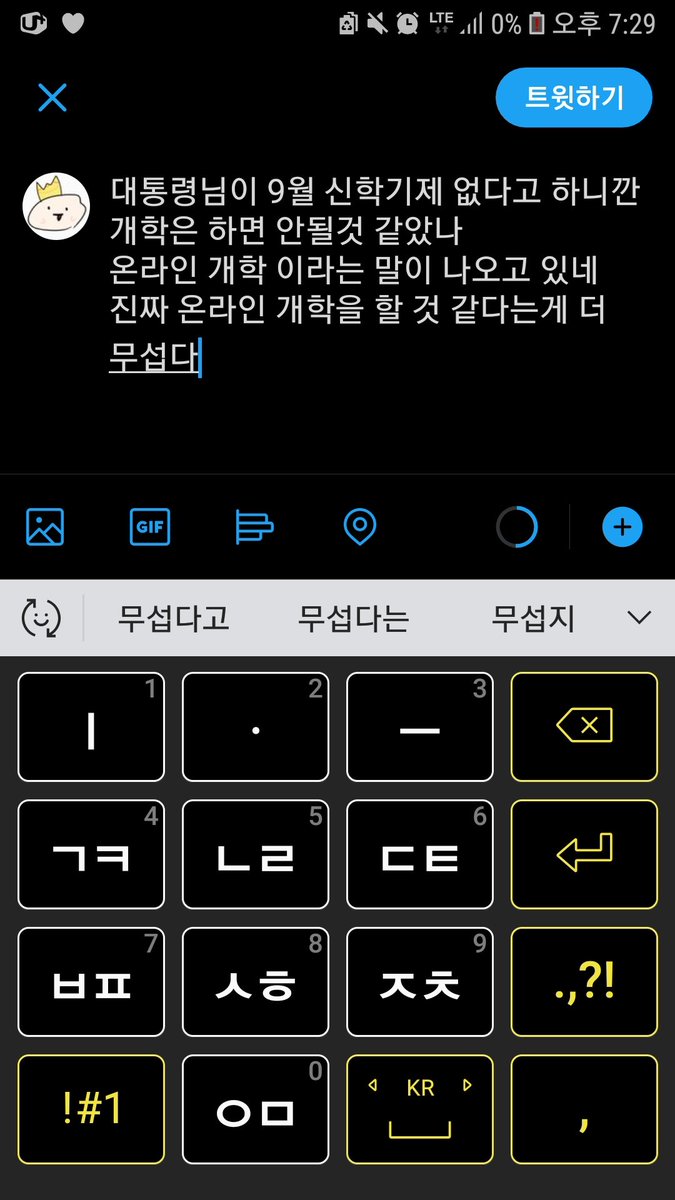 LTE 0% 오후 7:29
트윗하기
대통령님이 9월 신학기제 없다고 하니깐
개학은 하면 안될것 같았나
온라인 개학 이라는 말이 나오고 있네
진짜 온라인 개학을 할 것 같다는게 더
무섭다
GIF
무섭다고 무섭다는 무섭지
ㅣ 1 · 2 ㅡ 3
ㄱㅋ 4 ㄴㄹ 5 ㄷㅌ 6
ㅂㅍ 7 ㅅㅎ 8 ㅈㅊ 9 .,?!
!#1 ㅇㅁ 0 KR ,